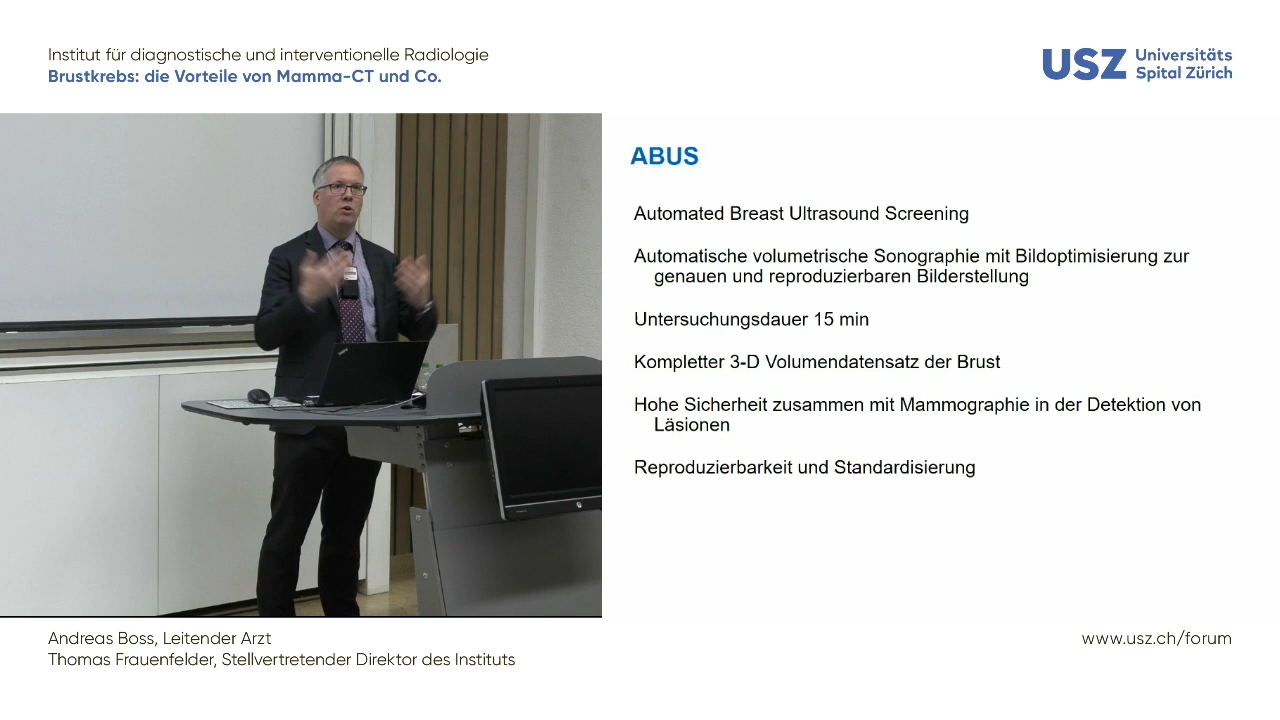 Institut für diagnostische und interventionelle Radiologie
Brustkrebs: die Vorteile von Mamma-CT und Co.
USZ Universitäts
Spital Zürich
ABUS
Automated Breast Ultrasound Screening
Automatische volumetrische Sonographie mit Bildoptimisierung zur
genauen und reproduzierbaren Bilderstellung
Untersuchungsdauer 15 min
Kompletter 3-D Volumendatensatz der Brust
Hohe Sicherheit zusammen mit Mammographie in der Detektion von
Läsionen
Reproduzierbarkeit und Standardisierung
Andreas Boss, Leitender Arzt
Thomas Frauenfelder, Stellvertretender Direktor des Instituts
www.usz.ch/forum